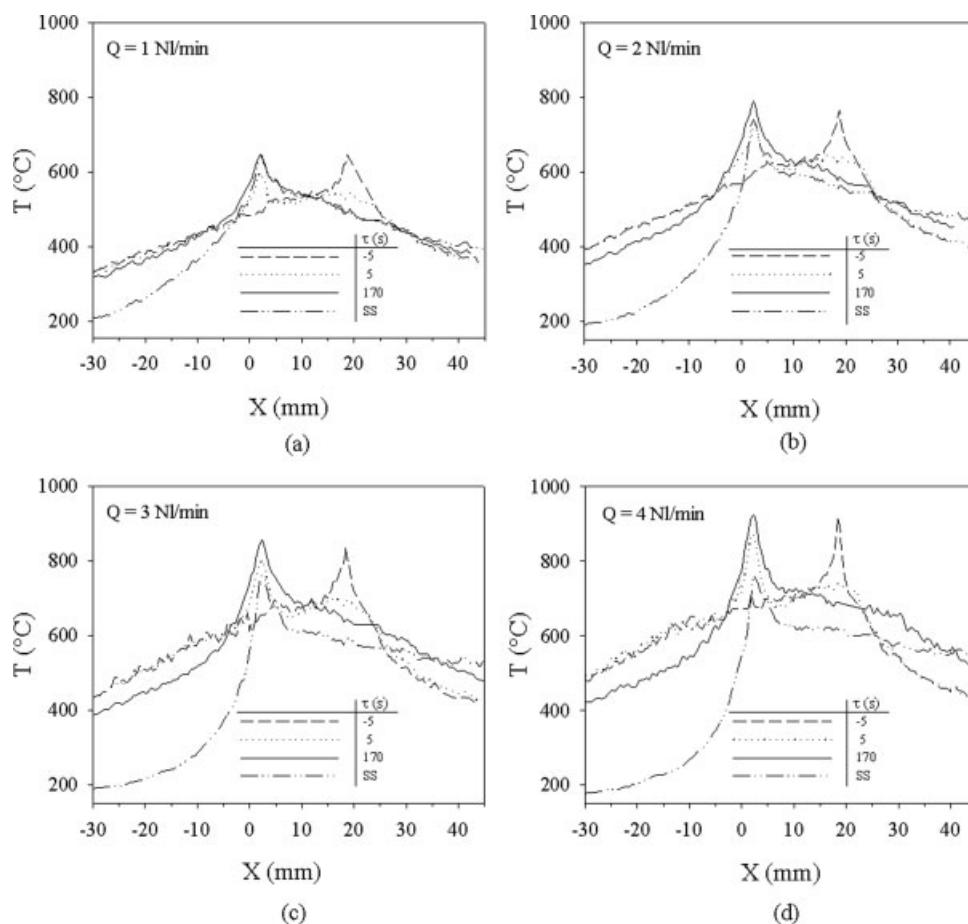 1000
800
600
400
200
T (°C)
Q = 1 Nl/min
τ (s)
-5
5
170
SS
-30 -20 -10 0 10 20 30 40
X (mm)
(a)
1000
800
600
400
200
T (°C)
Q = 2 Nl/min
τ (s)
-5
5
170
SS
-30 -20 -10 0 10 20 30 40
X (mm)
(b)
1000
800
600
400
200
T (°C)
Q = 3 Nl/min
τ (s)
-5
5
170
SS
-30 -20 -10 0 10 20 30 40
X (mm)
(c)
1000
800
600
400
200
T (°C)
Q = 4 Nl/min
τ (s)
-5
5
170
SS
-30 -20 -10 0 10 20 30 40
X (mm)
(d)